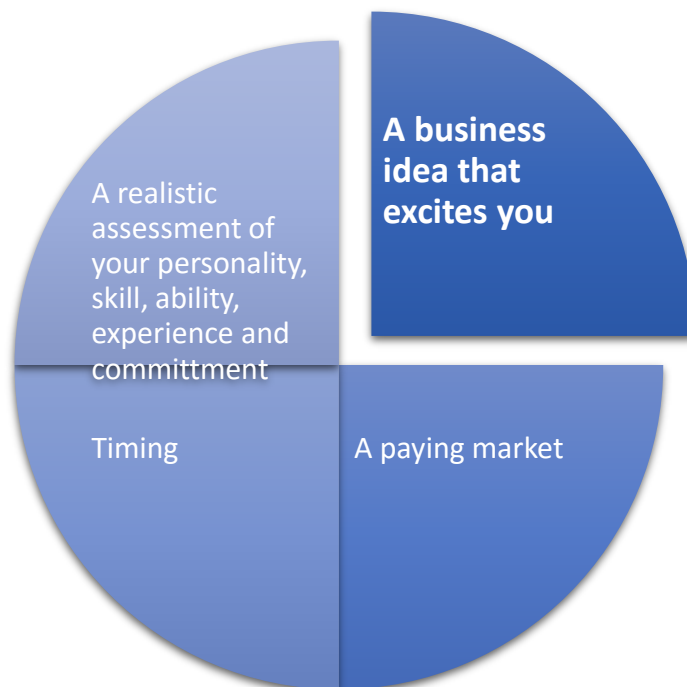 A realistic
assessment of
your personality,
skill, ability,
experience and
committment
A business
idea that
excites you
Timing
A paying market